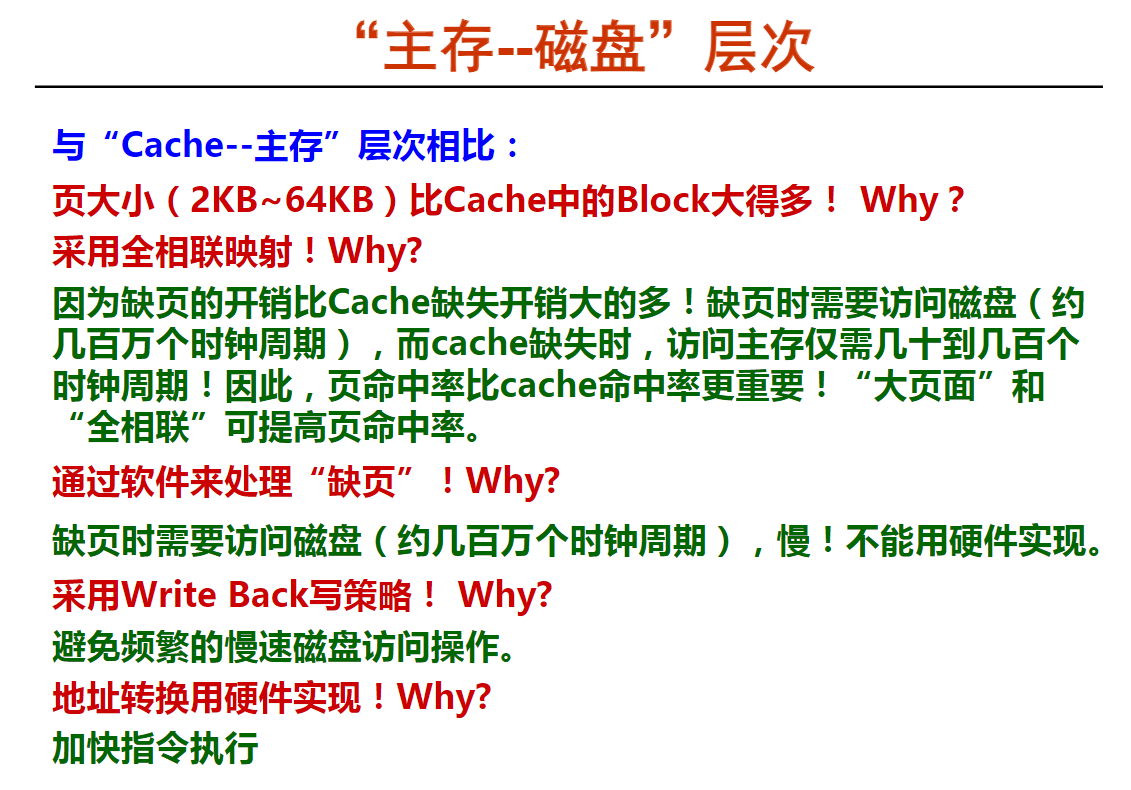 “主存--磁盘”层次
与“Cache--主存”层次相比：
页大小（2KB~64KB）比Cache中的Block大得多！ Why？
采用全相联映射！Why?
因为缺页的开销比Cache缺失开销大的多！缺页时需要访问磁盘（约
几百万个时钟周期），而cache缺失时，访问主存仅需几十到几百个
时钟周期！因此，页命中率比cache命中率更重要！“大页面”和
“全相联”可提高页命中率。
通过软件来处理“缺页”！Why?
缺页时需要访问磁盘（约几百万个时钟周期），慢！不能用硬件实现。
采用Write Back写策略！ Why?
避免频繁的慢速磁盘访问操作。
地址转换用硬件实现！Why?
加快指令执行